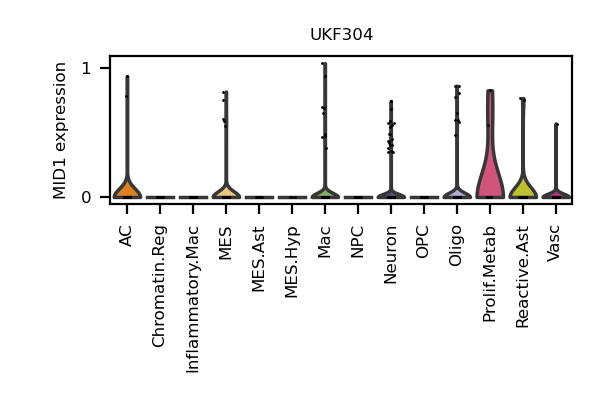 UKF304
MID1 expression
1
0
AC
Chromatin.Reg
Inflammatory.Mac
MES
MES.Ast
MES.Hyp
Mac
NPC
Neuron
OPC
Oligo
Prolif.Metab
Reactive.Ast
Vasc